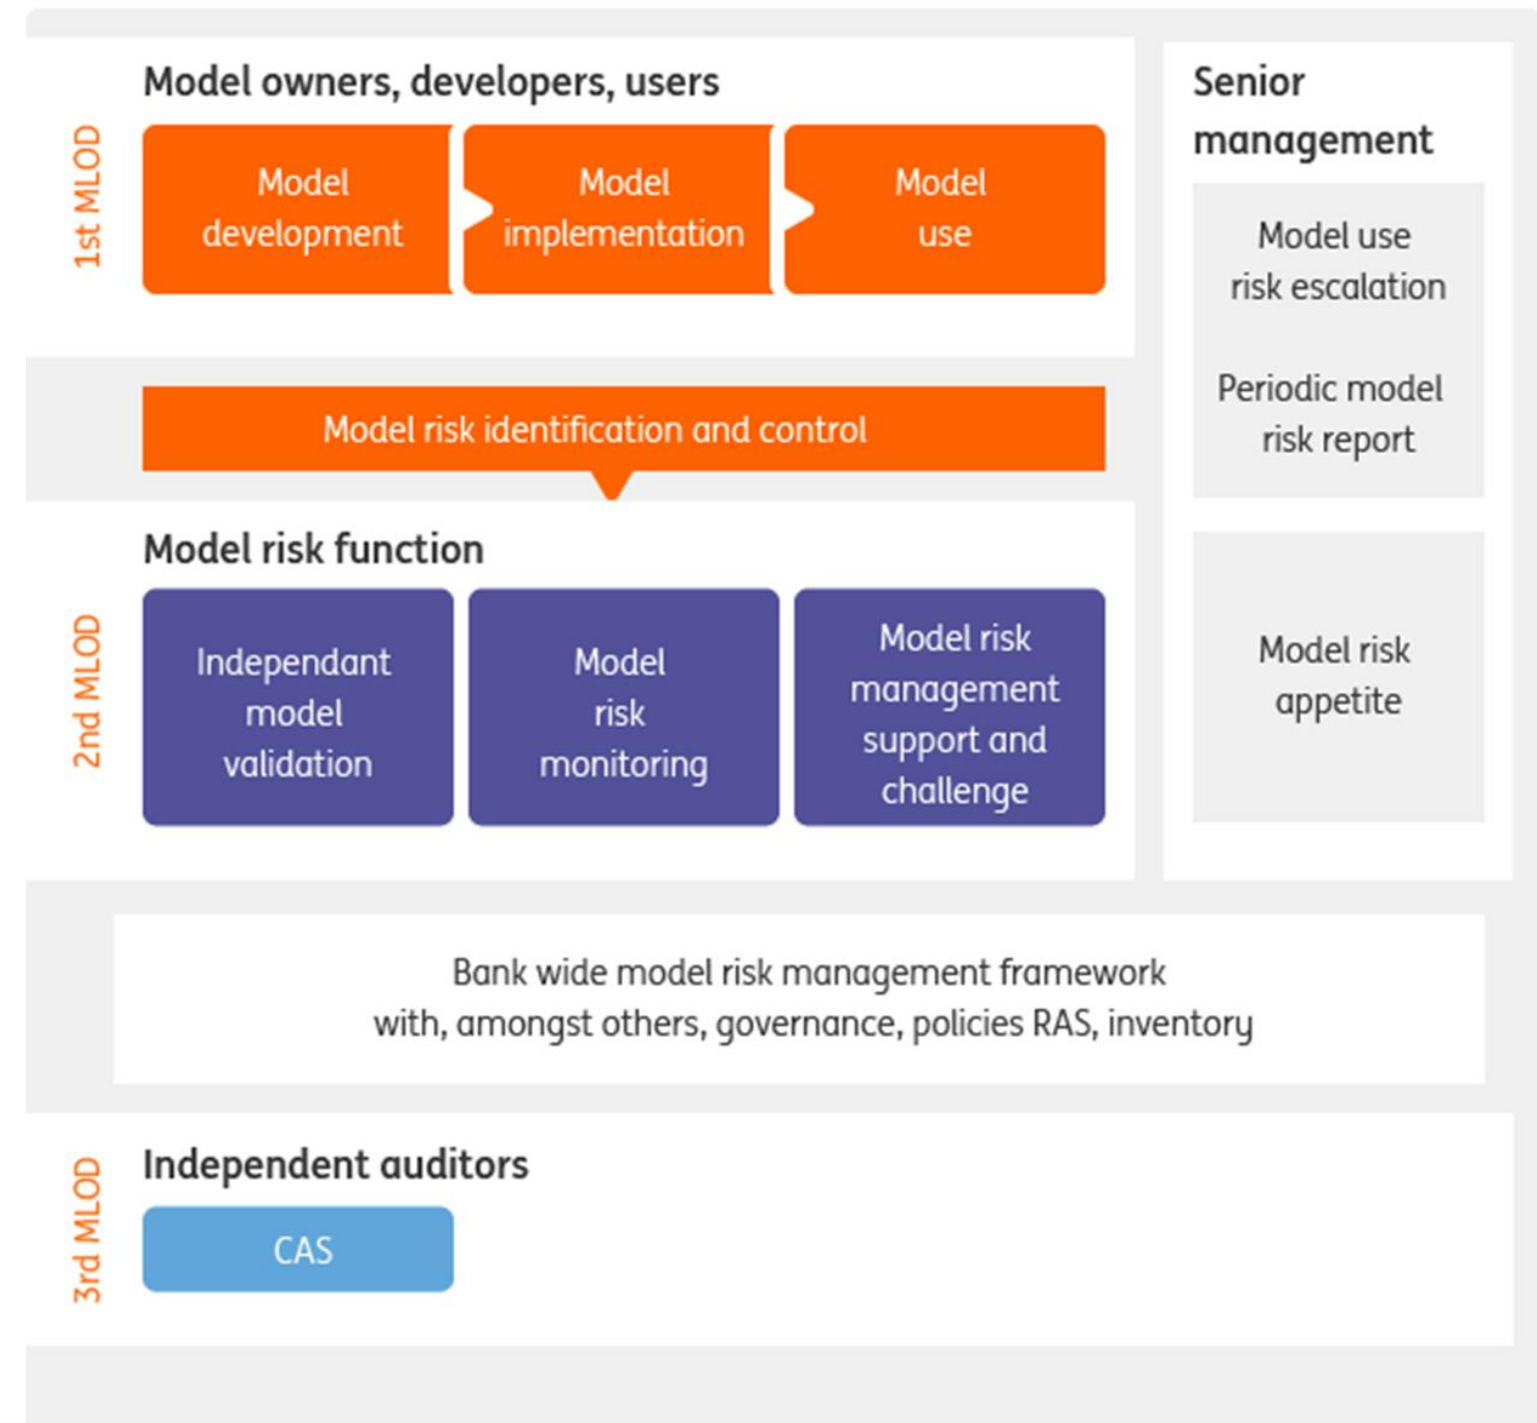 Model owners, developers, users
1st MLOD
Model
development
Model
implementation
Model
use
Model risk identification and control
Model risk function
2nd MLOD
Independant
model
validation
Model
risk
monitoring
Model risk
management
support and
challenge
Senior
management
Model use
risk escalation
Periodic model
risk report
Model risk
appetite
Bank wide model risk management framework
with, amongst others, governance, policies RAS, inventory
Independent auditors
3rd MLOD
CAS